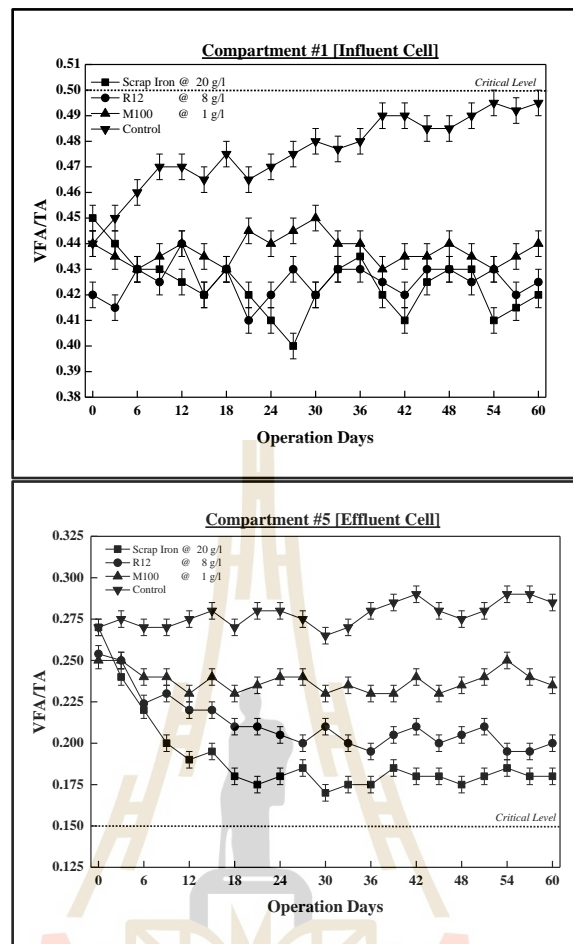 Compartment #1 [Influent Cell]
0.51
0.50
0.49
0.48
0.47
0.46
0.45
0.44
0.43
0.42
0.41
0.40
0.39
0.38
VFA/TA
Critical Level
Scrap Iron @ 20 g/l
R12 @ 8 g/l
M100 @ 1 g/l
Control
0 6 12 18 24 30 36 42 48 54 60
Operation Days
Compartment #5 [Effluent Cell]
0.325
0.300
0.275
0.250
0.225
0.200
0.175
0.150
0.125
VFA/TA
Scrap Iron @ 20 g/l
R12 @ 8 g/l
M100 @ 1 g/l
Control
Critical Level
0 6 12 18 24 30 36 42 48 54 60
Operation Days